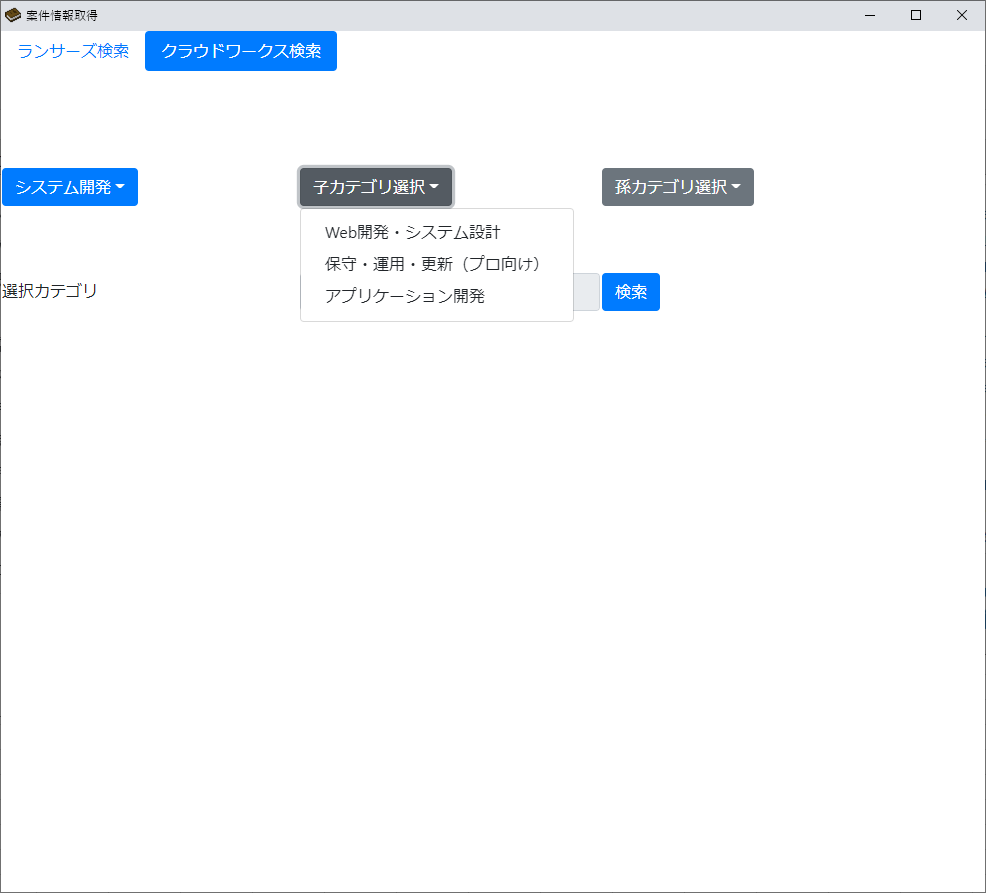 案件情報取得
ランサーズ検索
クラウドワークス検索
システム開発
子カテゴリ選択
孫カテゴリ選択
Web開発・システム設計
保守・運用・更新（プロ向け）
アプリケーション開発
選択カテゴリ
検索